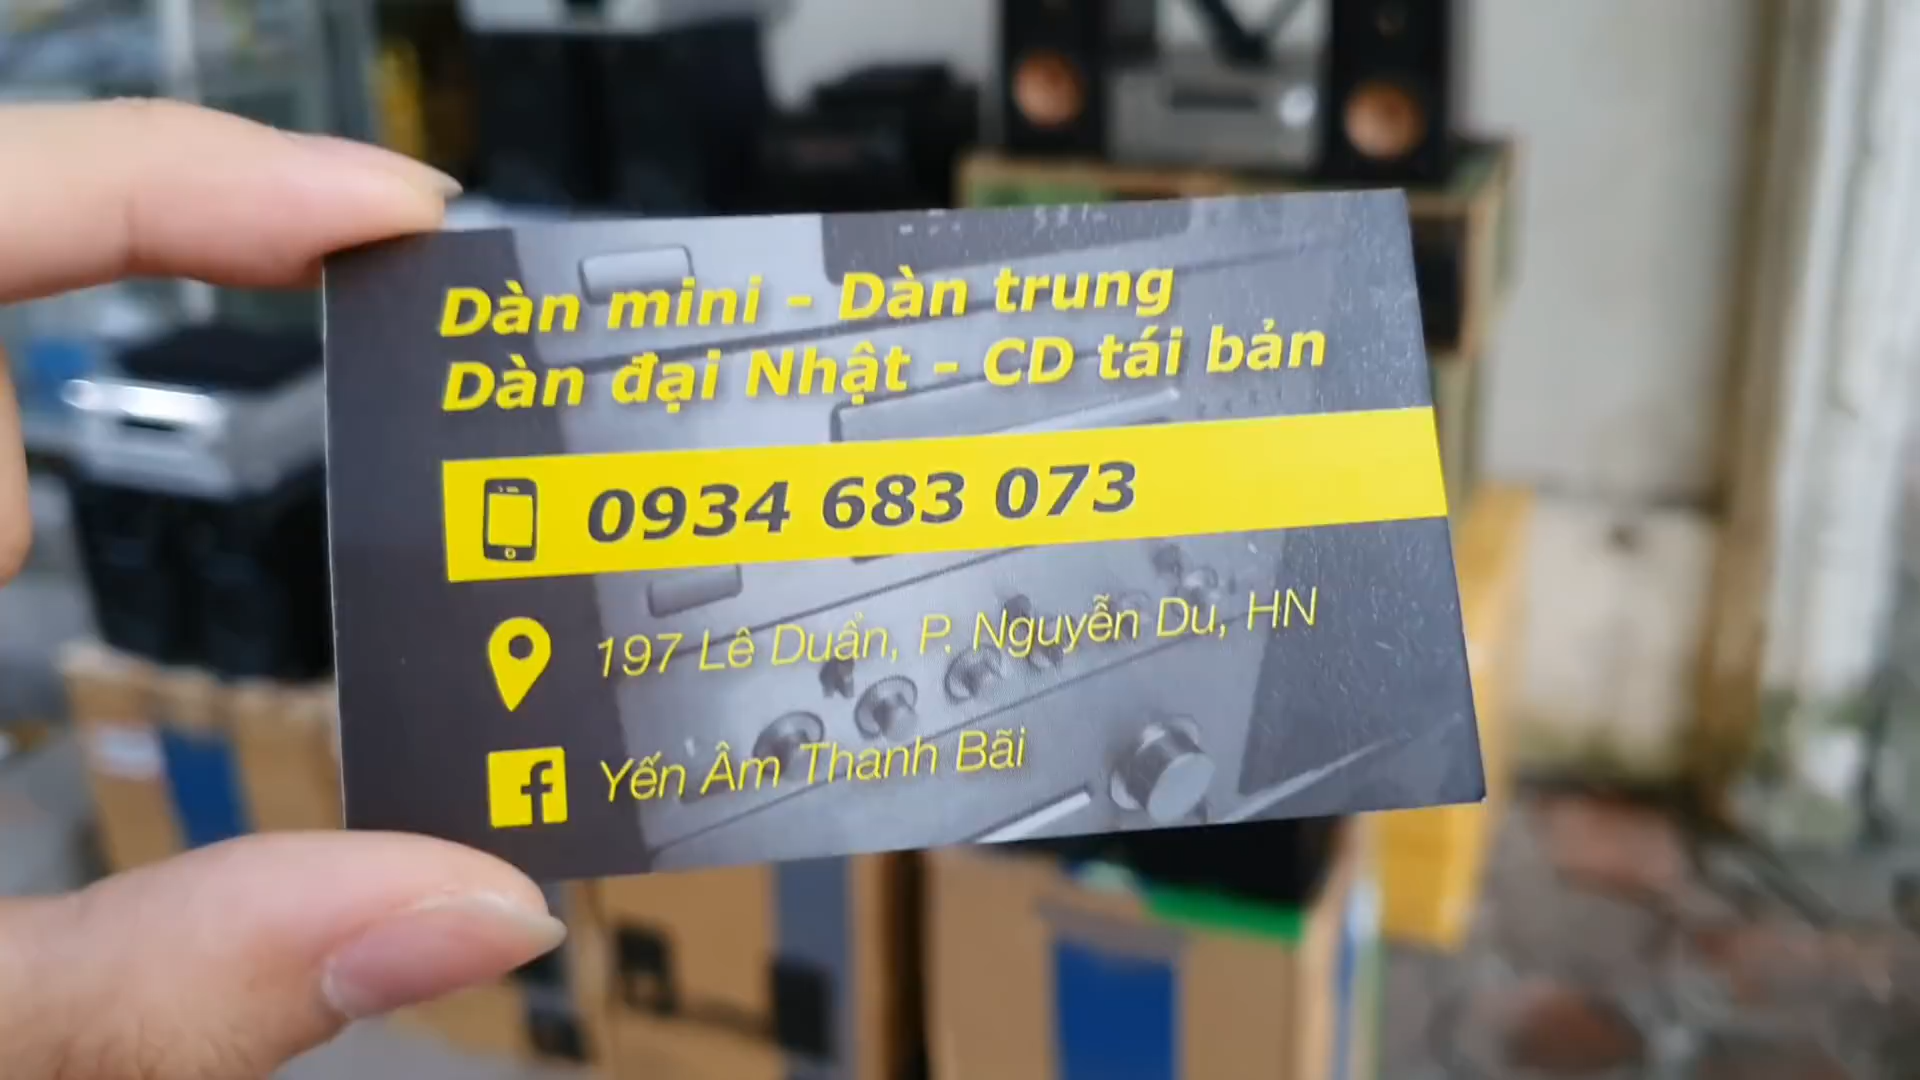 Dàn mini - Dàn trung
Dàn đại Nhật - CD tái bản
0934 683 073
197 Lê Duẩn, P. Nguyễn Du, HN
Yến Âm Thanh Bãi